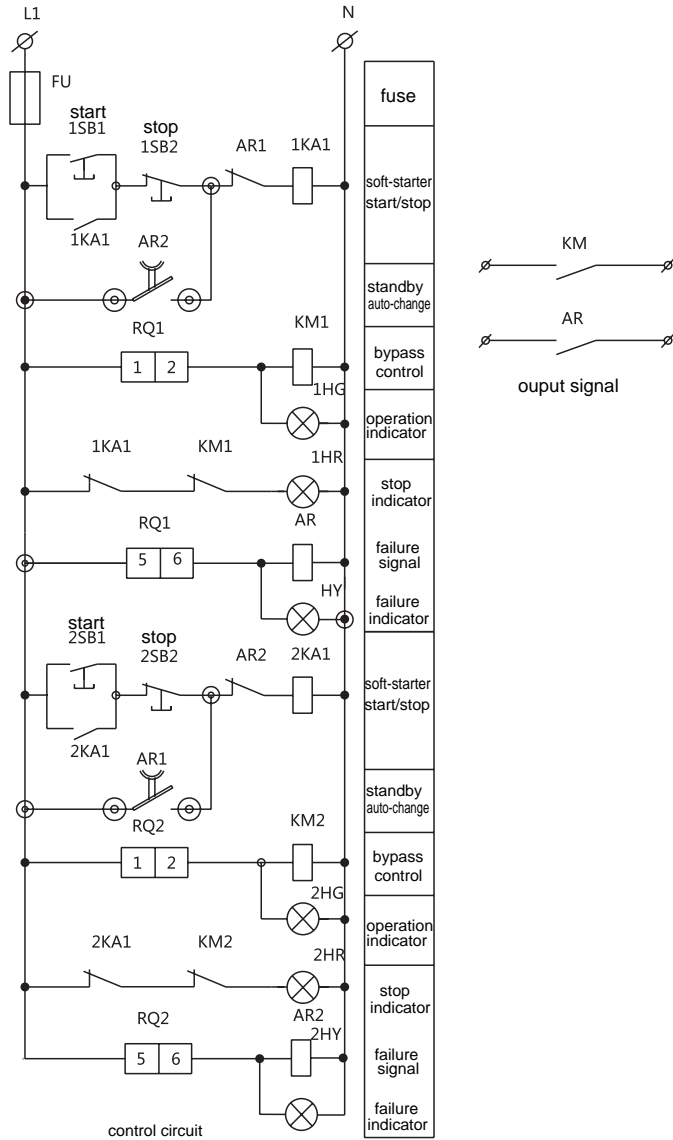 L1
N
FU
fuse
start
1SB1
stop
1SB2
AR1
1KA1
soft-starter
start/stop
1KA1
AR2
standby
auto-change
KM
AR
ouput signal
RQ1
KM1
1 2
bypass
control
1HG
operation
indicator
1KA1
KM1
1HR
stop
indicator
RQ1
AR
5 6
failure
signal
HY
failure
indicator
start
2SB1
stop
2SB2
AR2
2KA1
soft-starter
start/stop
2KA1
AR1
standby
auto-change
RQ2
KM2
1 2
bypass
control
2HG
operation
indicator
2KA1
KM2
2HR
stop
indicator
RQ2
AR2
2HY
5 6
failure
signal
failure
indicator
control circuit